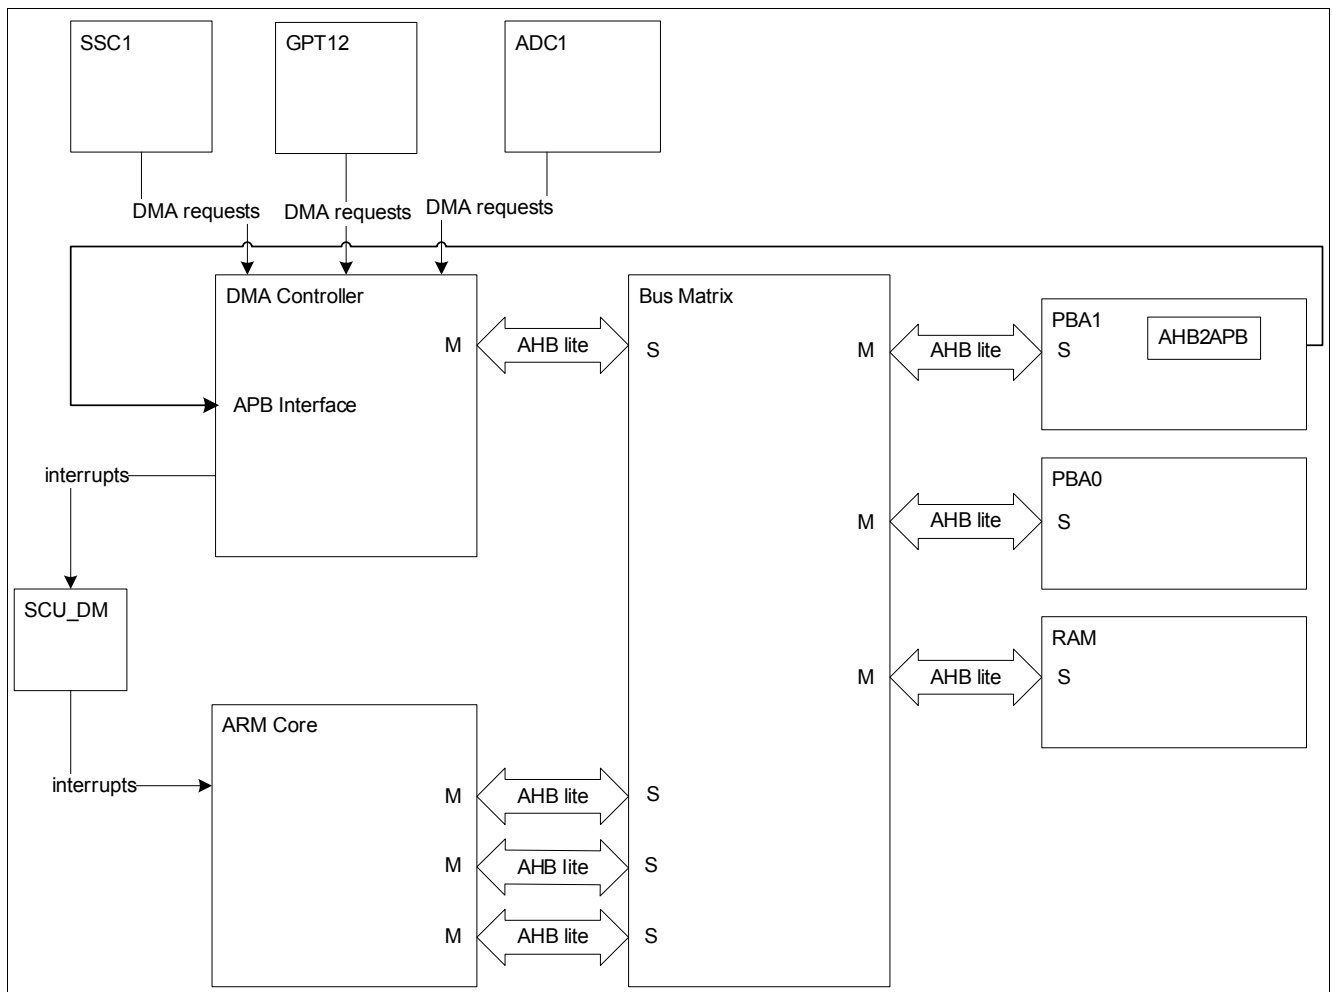 SSC1
GPT12
ADC1
DMA requests
DMA requests
DMA requests
DMA Controller
M
AHB lite
APB Interface
Bus Matrix
S
M
AHB lite
PBA1
S
AHB2APB
interrupts
M
AHB lite
PBA0
S
SCU_DM
M
AHB lite
RAM
S
interrupts
ARM Core
M
AHB lite
S
M
AHB lite
S
M
AHB lite
S